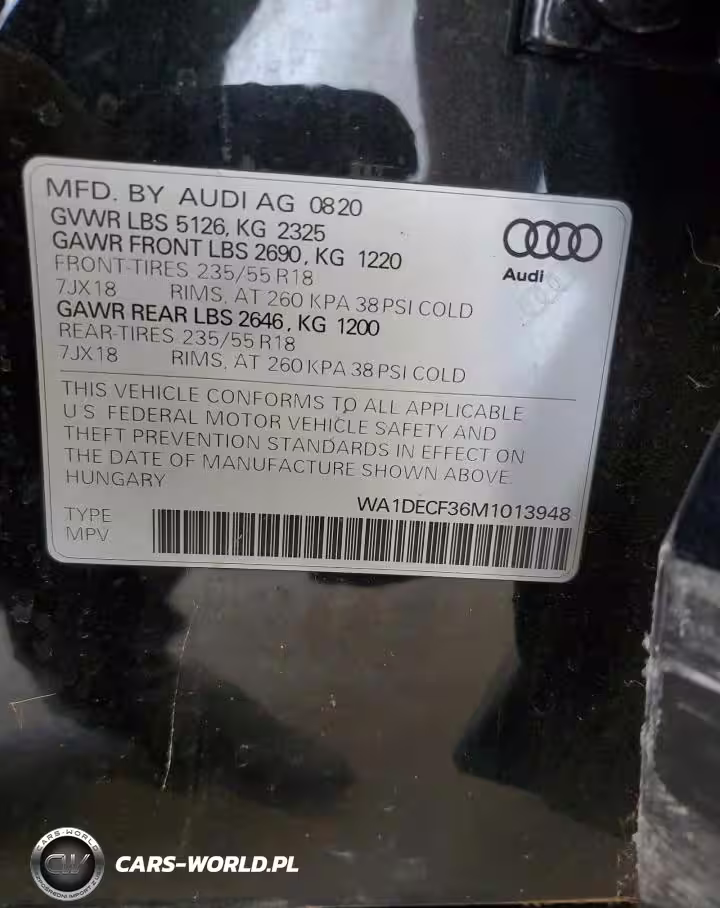 MFD. BY AUDI AG 0820
GVWR LBS 5126, KG 2325
GAWR FRONT LBS 2690, KG 1220
FRONT-TIRES 235/55 R18
7JX18 RIMS, AT 260 KPA 38 PSI COLD
GAWR REAR LBS 2646, KG 1200
REAR-TIRES 235/55 R18
7JX18 RIMS, AT 260 KPA 38 PSI COLD
Audi
THIS VEHICLE CONFORMS TO ALL APPLICABLE
U.S. FEDERAL MOTOR VEHICLE SAFETY AND
THEFT PREVENTION STANDARDS IN EFFECT ON
THE DATE OF MANUFACTURE SHOWN ABOVE.
HUNGARY
WA1DECF36M1013948
TYPE
MPV
CARS-WORLD
CW
CARS-WORLD.PL